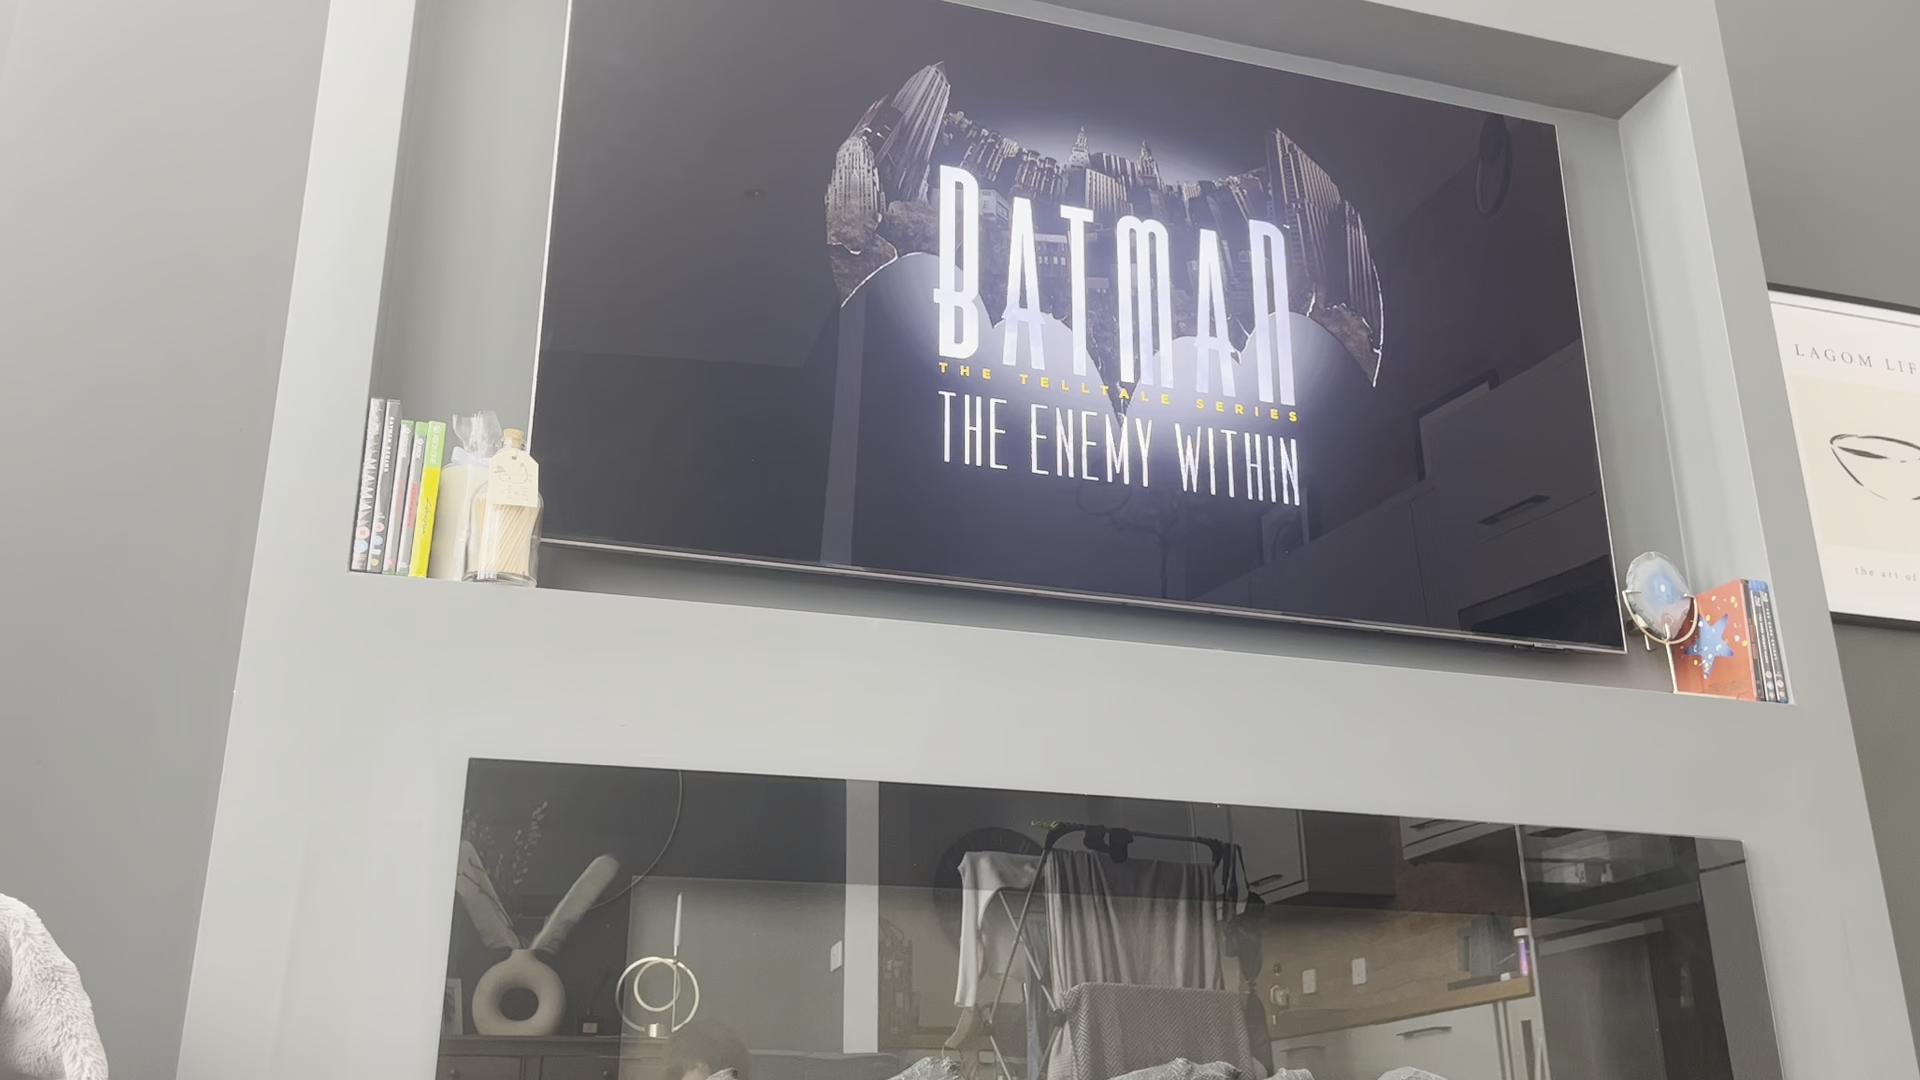 BATMAN
THE TELLTALE SERIES
THE ENEMY WITHIN
LAGOM LIF
the art of